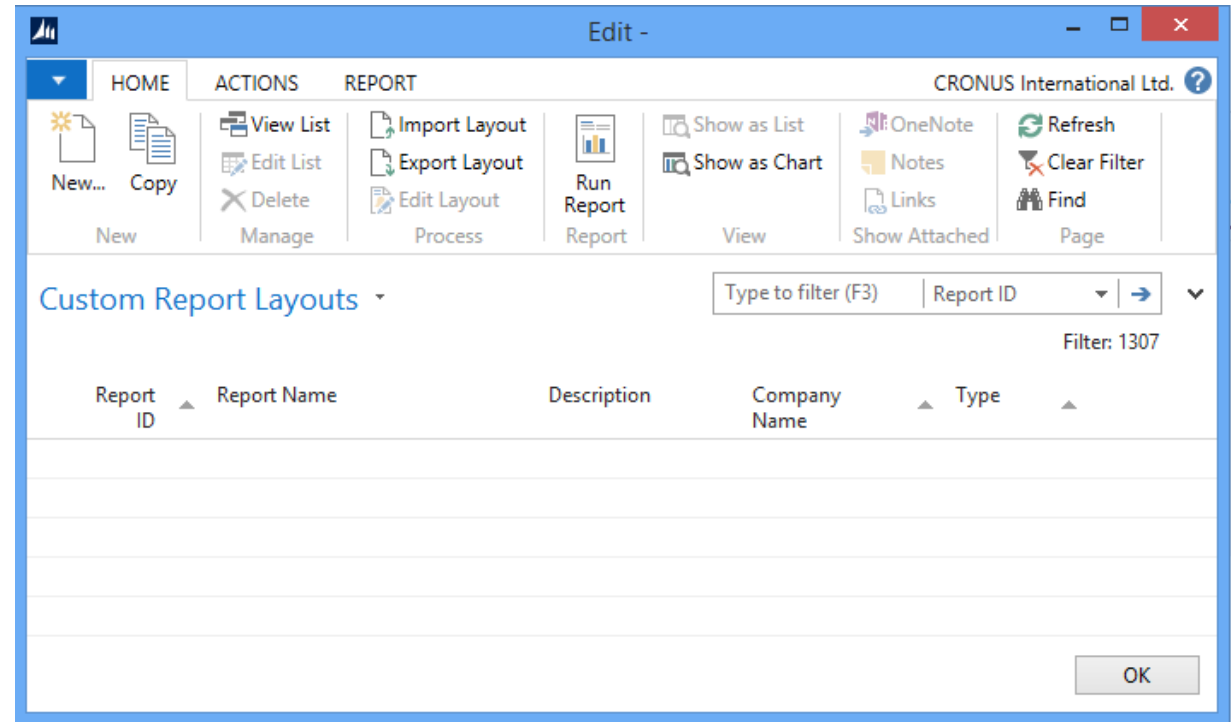 Edit -
HOME ACTIONS REPORT CRONUS International Ltd. ?
New... Copy View List Edit List Delete Import Layout Export Layout Edit Layout Run Report Show as List Show as Chart OneNote Notes Links Refresh Clear Filter Find
New Manage Process Report View Show Attached Page
Custom Report Layouts Type to filter (F3) Report ID
Filter: 1307
Report ID Report Name Description Company Name Type
OK